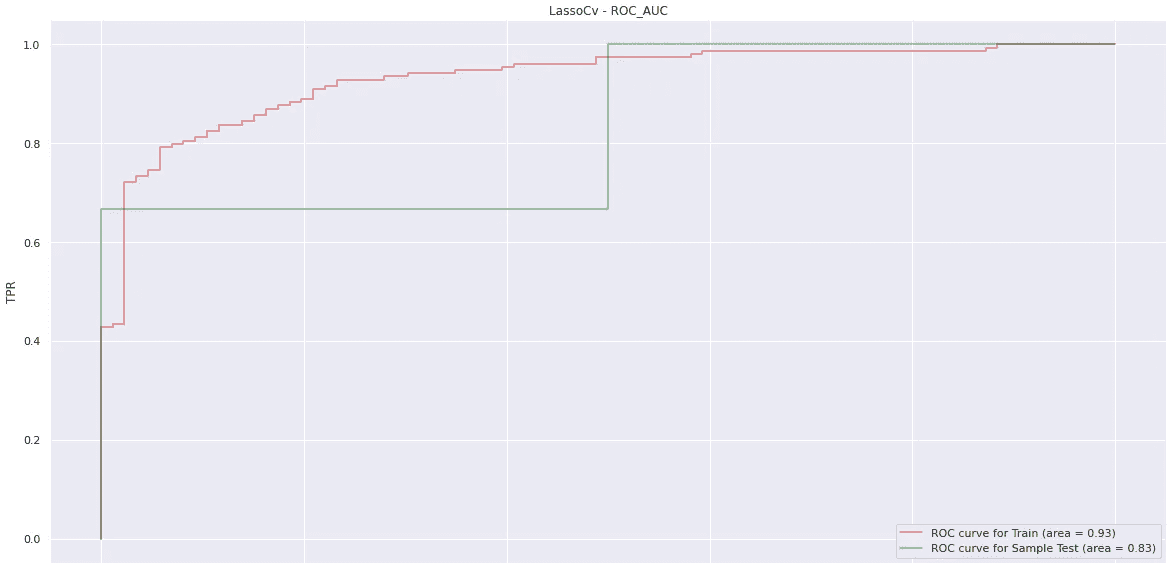 LassoCv - ROC_AUC
1.0
0.8
0.6
TPR
0.4
0.2
0.0
ROC curve for Train (area = 0.93)
ROC curve for Sample Test (area = 0.83)